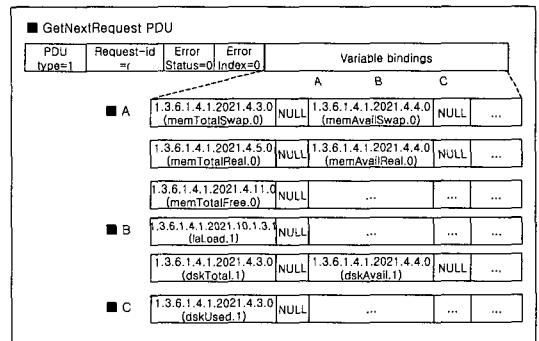 ■ GetNextRequest PDU
PDU type=1 Request-id =r Error Status=0 Error Index=0 Variable bindings
A B C
■ A 1.3.6.1.4.1.2021.4.3.0 (memTotalSwap.0) NULL 1.3.6.1.4.1.2021.4.4.0 (memAvailSwap.0) NULL ...
1.3.6.1.4.1.2021.4.5.0 (memTotalReal.0) NULL 1.3.6.1.4.1.2021.4.4.0 (memAvailReal.0) NULL ...
1.3.6.1.4.1.2021.4.11.0 (memTotalFree.0) NULL ... ... ...
■ B 1.3.6.1.4.1.2021.10.1.3.1 (laLoad.1) NULL ... ... ...
1.3.6.1.4.1.2021.4.3.0 (dskTotal.1) NULL 1.3.6.1.4.1.2021.4.4.0 (dskAvail.1) NULL ...
■ C 1.3.6.1.4.1.2021.4.3.0 (dskUsed.1) NULL ... ... ...